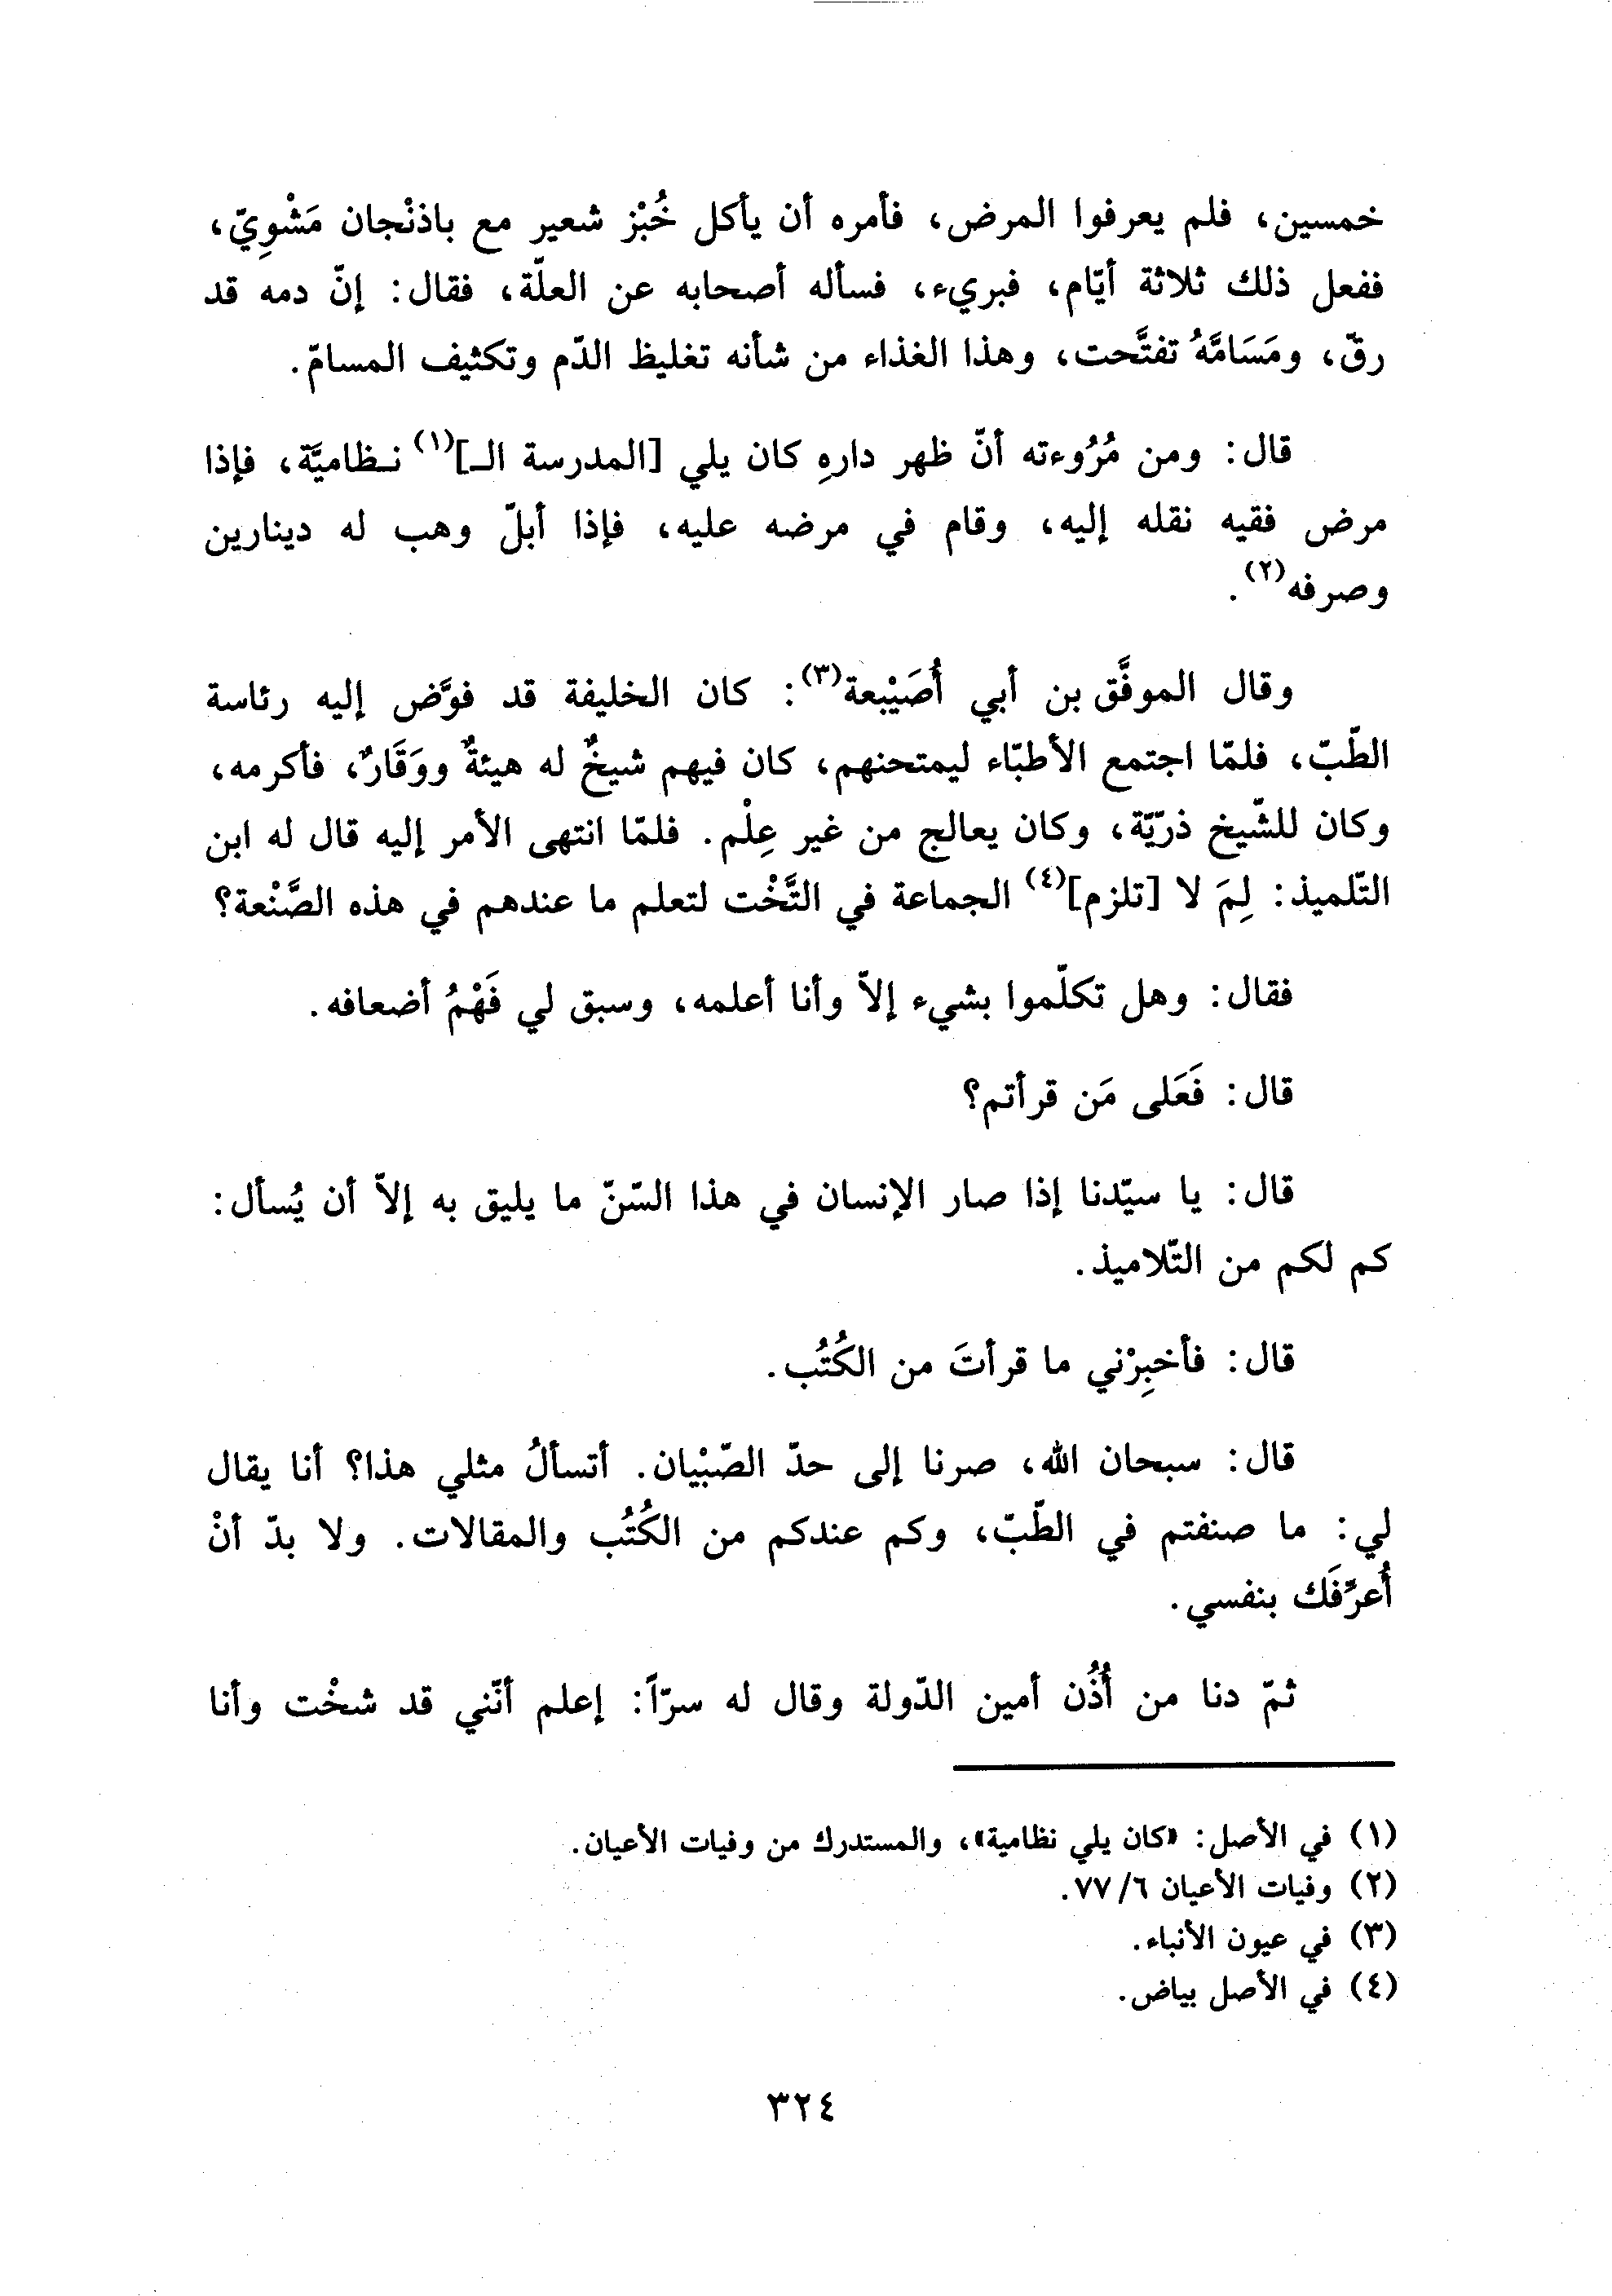 خمسين، فلم يعرفوا المرض، فأمره أن يأكل خُبْز شعير مع باذنْجان مَشْوِيّ،
ففعل ذلك ثلاثة أيّام، فبريء، فسأله أصحابه عن العلّة، فقال: إنّ دمه قد
رقّ، ومَسَامَّهُ تفتَّحت، وهذا الغذاء من شأنه تغليظ الدّم وتكثيف المسامّ.
قال: ومن مُرُوءته أنّ ظهر دارهِ كان يلي [المدرسة الـ](١) نـظاميَّة، فإذا
مرض فقيه نقله إليه، وقام في مرضه عليه، فإذا أبلّ وهب له دينارين
وصرفه(٢).
وقال الموفَّق بن أبي أُصَيْبعة(٣): كان الخليفة قد فوَّض إليه رئاسة
الطّبّ، فلمّا اجتمع الأطبّاء ليمتحنهم، كان فيهم شيخٌ له هيئةٌ ووَقَارٌ، فأكرمه،
وكان للشّيخ ذرّيّة، وكان يعالج من غير عِلْم. فلمّا انتهى الأمر إليه قال له ابن
التّلميذ: لِمَ لا [تلزم](٤) الجماعة في التَّخْت لتعلم ما عندهم في هذه الصَّنْعة؟
فقال: وهل تكلّموا بشيء إلاّ وأنا أعلمه، وسبق لي فَهْمُ أضعافه.
قال: فَعَلى مَن قرأتم؟
قال: يا سيّدنا إذا صار الإنسان في هذا السّنّ ما يليق به إلاّ أن يُسأل:
كم لكم من التّلاميذ.
قال: فأخبِرْني ما قرأتَ من الكُتُب.
قال: سبحان الله، صرنا إلى حدّ الصّبْيان. أتسألُ مثلي هذا؟ أنا يقال
لي: ما صنفتم في الطّبّ، وكم عندكم من الكُتُب والمقالات. ولا بدّ أنْ
أُعرِّفَك بنفسي.
ثمّ دنا من أُذُن أمين الدّولة وقال له سرّاً: إعلم أنّني قد شخْت وأنا
(١) في الأصل: «كان يلي نظامية»، والمستدرك من وفيات الأعيان.
(٢) وفيات الأعيان ٦/ ٧٧.
(٣) في عيون الأنباء.
(٤) في الأصل بياض.
٣٢٤